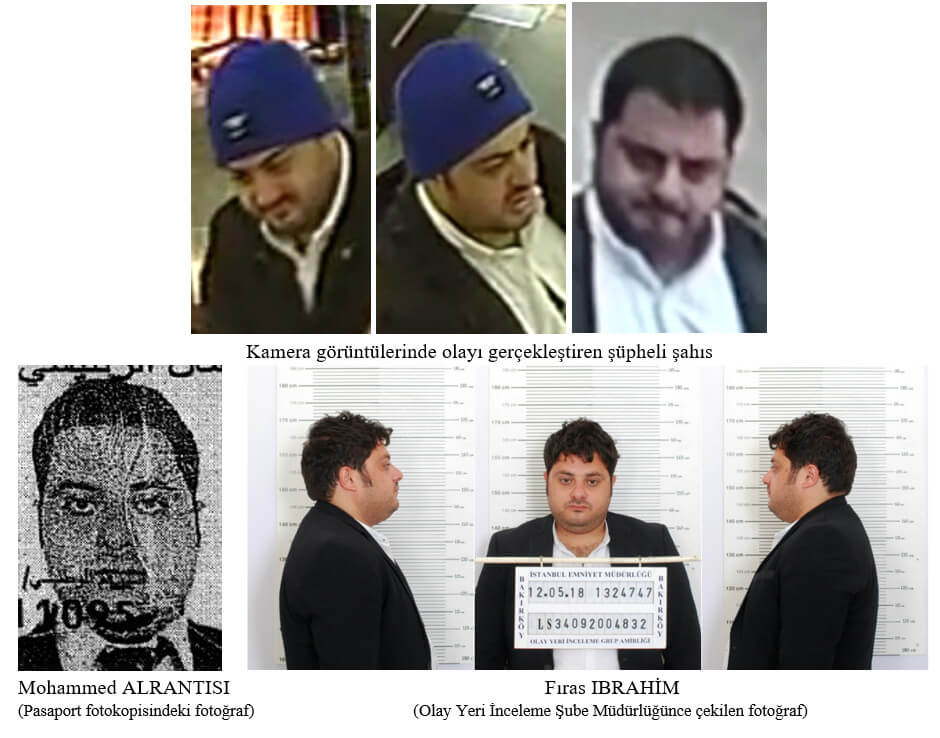 Kamera görüntülerinde olayı gerçekleştiren şüpheli şahıs
11095
İSTANBUL EMNİYET MÜDÜRLÜĞÜ
BAKIRKÖY
12.05.18 1324747
BAKIRKÖY
LS34092004832
OLAY YERİ İNCELEME GRUP AMİRLİĞİ
Mohammed ALRANTISI
Fıras IBRAHİM
(Pasaport fotokopisindeki fotoğraf)
(Olay Yeri İnceleme Şube Müdürlüğünce çekilen fotoğraf)